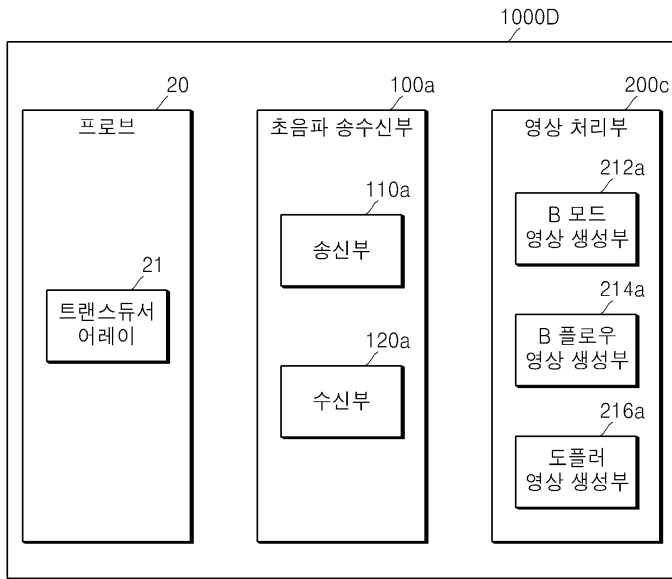 1000D
20
프로브
21
트랜스듀서
어레이
100a
초음파 송수신부
110a
송신부
120a
수신부
200c
영상 처리부
212a
B 모드
영상 생성부
214a
B 플로우
영상 생성부
216a
도플러
영상 생성부